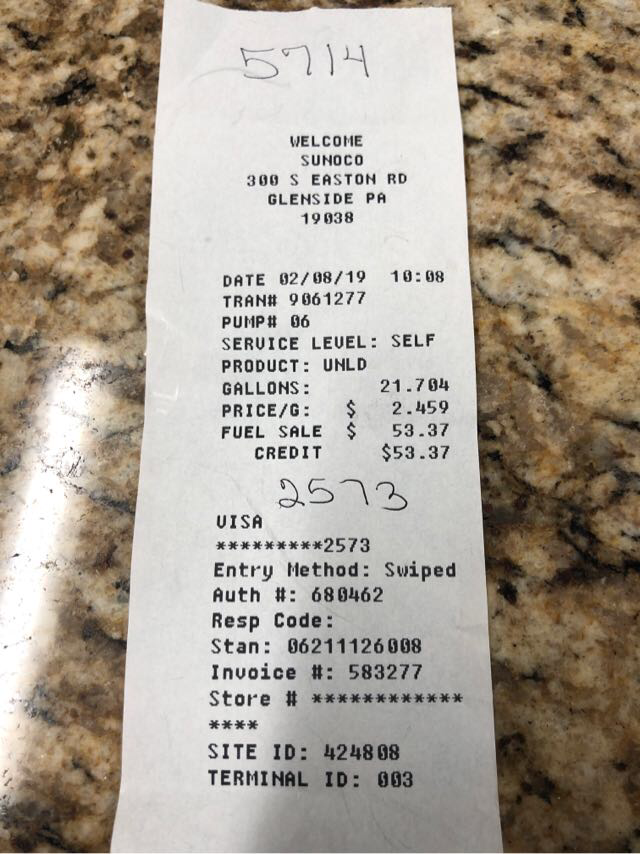 5714
WELCOME
SUNOCO
300 S EASTON RD
GLENSIDE PA
19038
DATE 02/08/19 10:08
TRAN# 9061277
PUMP# 06
SERVICE LEVEL: SELF
PRODUCT: UNLD
GALLONS: 21.704
PRICE/G: $ 2.459
FUEL SALE $ 53.37
CREDIT $53.37
2573
VISA
*********2573
Entry Method: Swiped
Auth #: 680462
Resp Code:
Stan: 06211126008
Invoice #: 583277
Store # ************
****
SITE ID: 424808
TERMINAL ID: 003